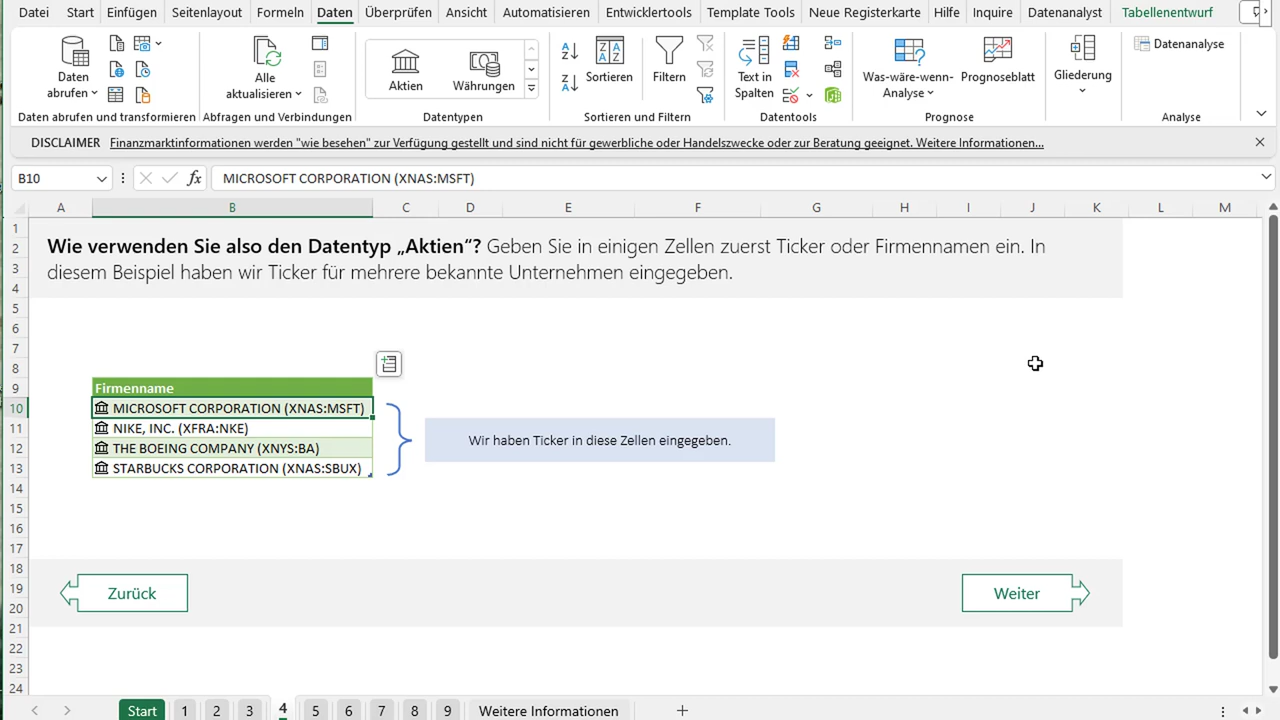 Datei Start Einfügen Seitenlayout Formeln Daten Überprüfen Ansicht Automatisieren Entwicklertools Template Tools Neue Registerkarte Hilfe Inquire Datenanalyst Tabellenentwurf
Daten abrufen
Alle aktualisieren
Aktien
Währungen
Sortieren
Filtern
Text in Spalten
Was-wäre-wenn-Analyse
Prognoseblatt
Gliederung
Datenanalyse
Daten abrufen und transformieren Abfragen und Verbindungen Datentypen Sortieren und Filtern Datentools Prognose Analyse
DISCLAIMER Finanzmarktinformationen werden "wie besehen" zur Verfügung gestellt und sind nicht für gewerbliche oder Handelszwecke oder zur Beratung geeignet. Weitere Informationen...
B10 fx MICROSOFT CORPORATION (XNAS:MSFT)
A B C D E F G H I J K L M
1
2
3
4
5
6
7
8
9
10
11
12
13
14
15
16
17
18
19
20
21
22
23
24
Wie verwenden Sie also den Datentyp „Aktien“? Geben Sie in einigen Zellen zuerst Ticker oder Firmennamen ein. In
diesem Beispiel haben wir Ticker für mehrere bekannte Unternehmen eingegeben.
Firmenname
MICROSOFT CORPORATION (XNAS:MSFT)
NIKE, INC. (XFRA:NKE)
THE BOEING COMPANY (XNYS:BA)
STARBUCKS CORPORATION (XNAS:SBUX)
Wir haben Ticker in diese Zellen eingegeben.
Zurück
Weiter
Start 1 2 3 4 5 6 7 8 9 Weitere Informationen